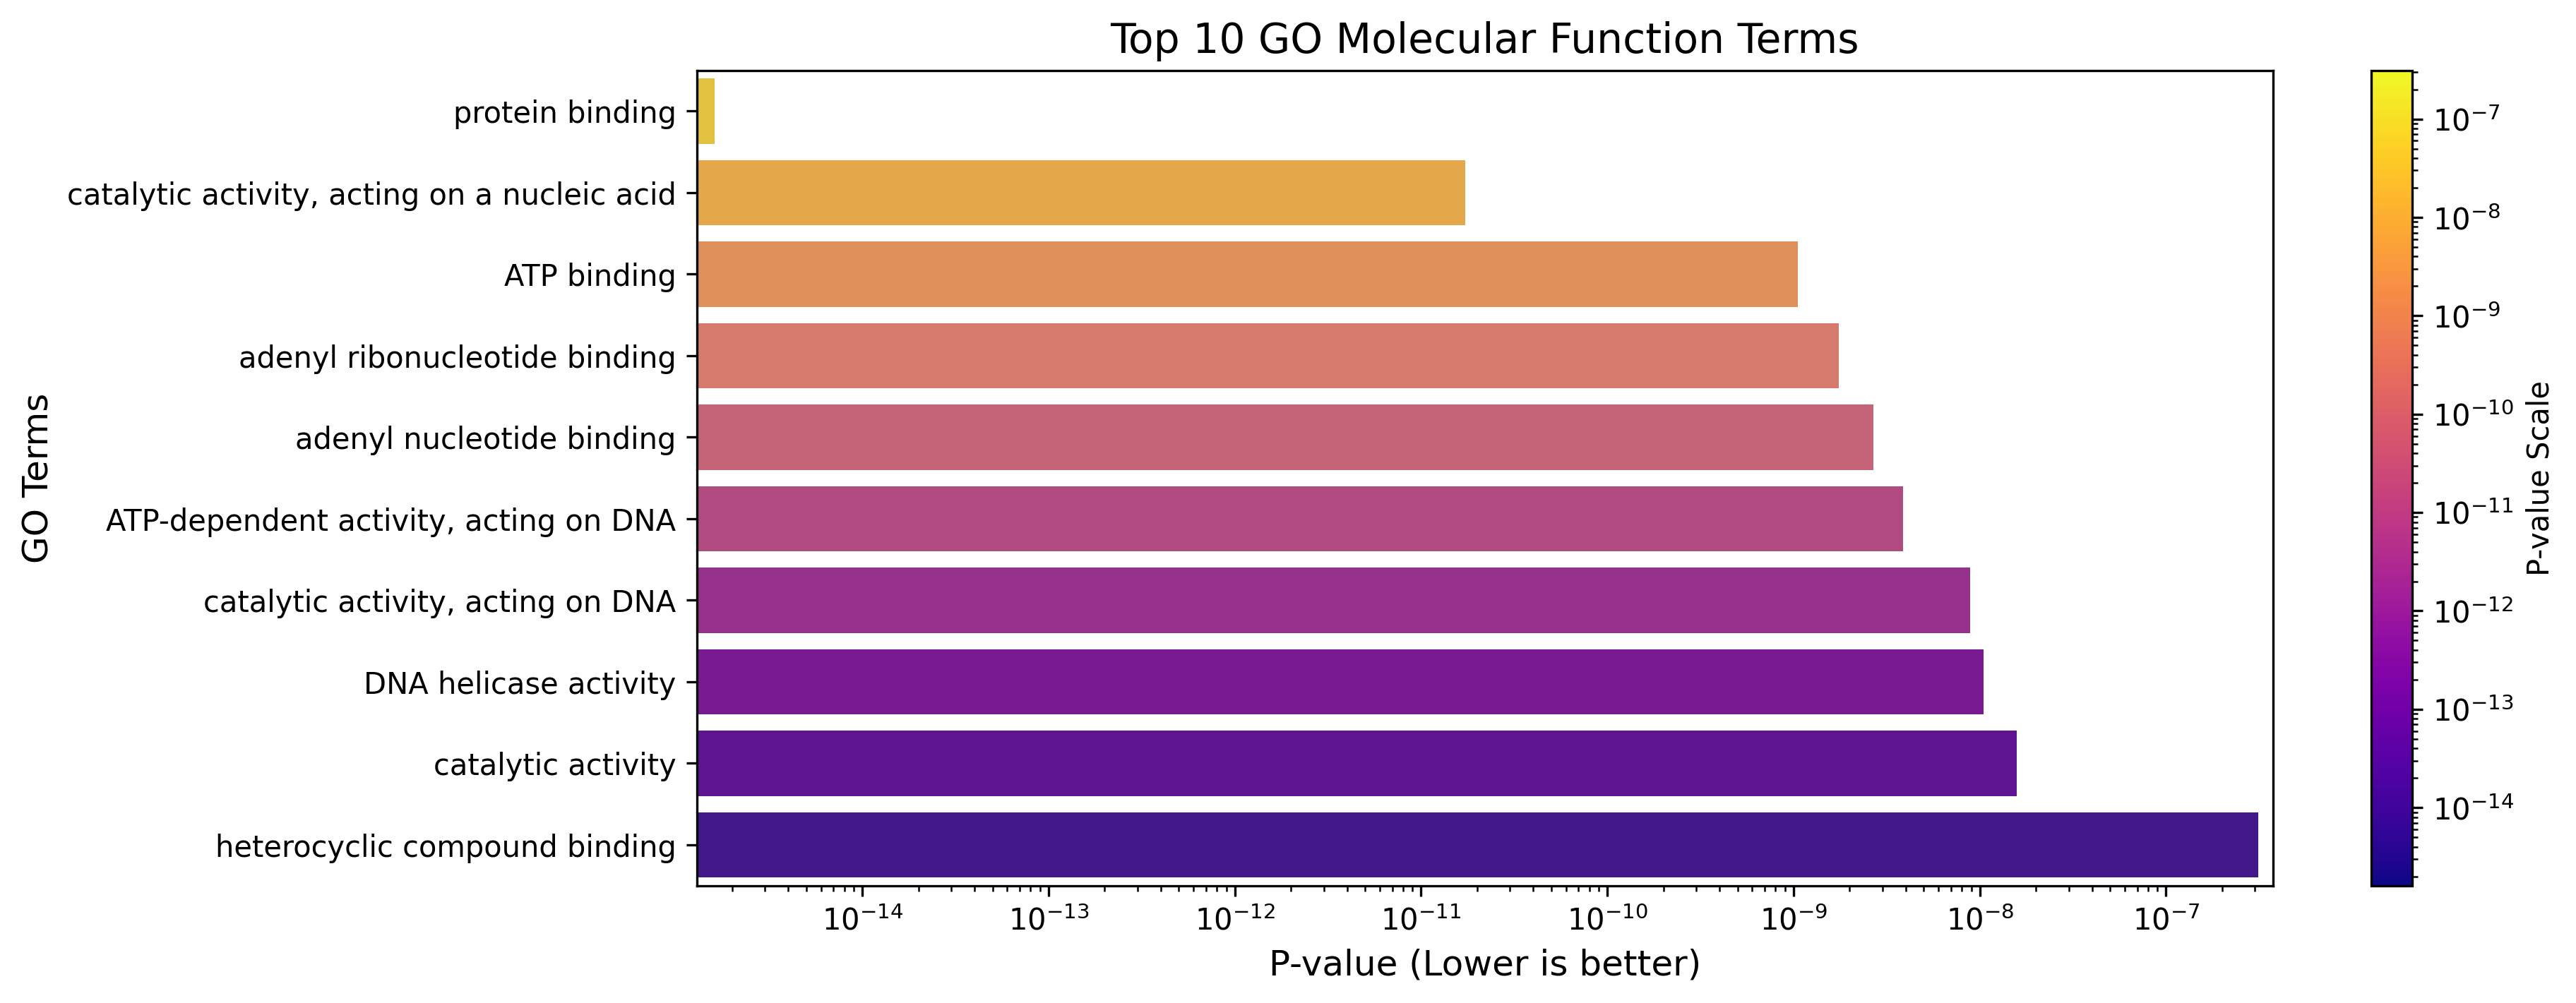 Top 10 GO Molecular Function Terms
GO Terms
protein binding
catalytic activity, acting on a nucleic acid
ATP binding
adenyl ribonucleotide binding
adenyl nucleotide binding
ATP-dependent activity, acting on DNA
catalytic activity, acting on DNA
DNA helicase activity
catalytic activity
heterocyclic compound binding
10⁻¹⁴ 10⁻¹³ 10⁻¹² 10⁻¹¹ 10⁻¹⁰ 10⁻⁹ 10⁻⁸ 10⁻⁷
P-value (Lower is better)
10⁻⁷
10⁻⁸
10⁻⁹
10⁻¹⁰
10⁻¹¹
10⁻¹²
10⁻¹³
10⁻¹⁴
P-value Scale